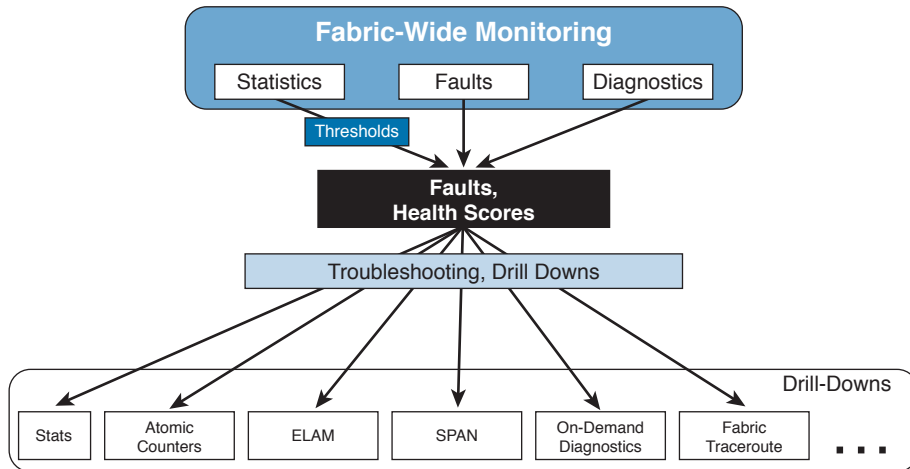 Fabric-Wide Monitoring
Statistics
Faults
Diagnostics
Thresholds
Faults,
Health Scores
Troubleshooting, Drill Downs
Drill-Downs
Stats
Atomic
Counters
ELAM
SPAN
On-Demand
Diagnostics
Fabric
Traceroute
...